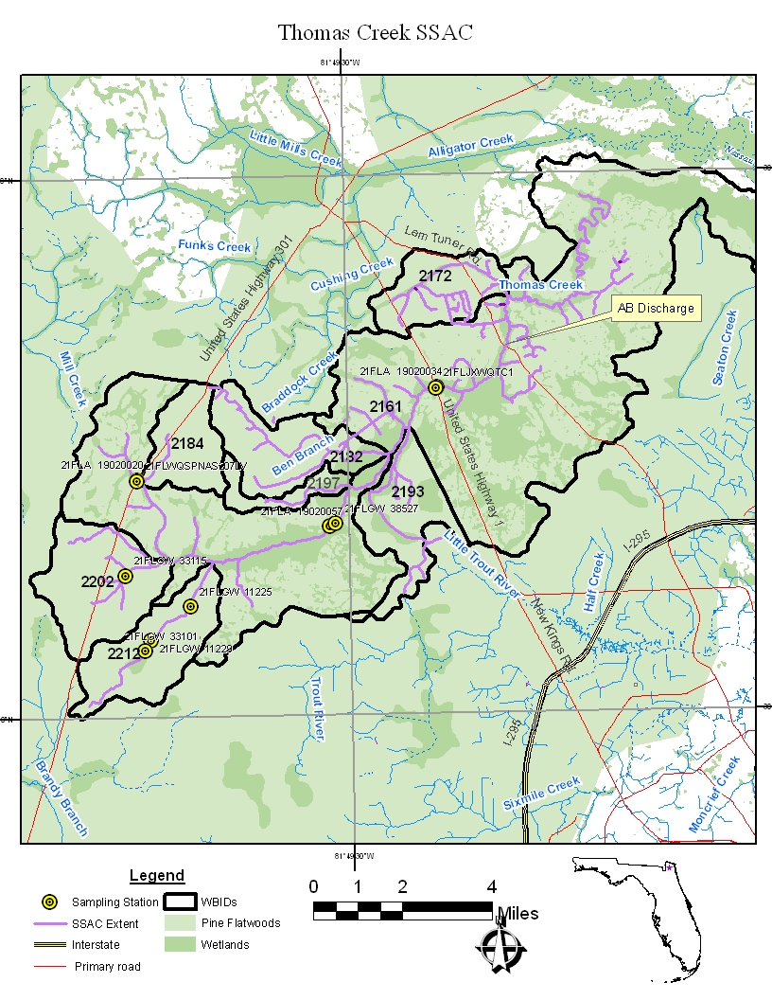 Thomas Creek SSAC
81°49'30"W
Little Mills Creek
Alligator Creek
Nassau
Funks Creek
United States Highway 301
Lem Turner Rd.
Cushing Creek
2172
Thomas Creek
AB Discharge
Mill Creek
Braddock Creek
21FLA 19020034
21FLJXWQTC1
Seaton Creek
2161
2184
Ben Branch
2182
United States Highway 1
21FLA 19020020
2197
2193
21FLA 19020057
21FLGW 38527
Little Trout River
I-295
21FLGW 33115
2202
21FLGW 11225
Half Creek
New Kings Rd.
21FLGW 33101
2212
21FLGW 11229
Trout River
I-295
Brandy Branch
Sixmile Creek
Moncrief Creek
81°49'30"W
Legend
Sampling Station
WBIDs
SSAC Extent
Pine Flatwoods
Interstate
Wetlands
Primary road
0 1 2 4
Miles
N